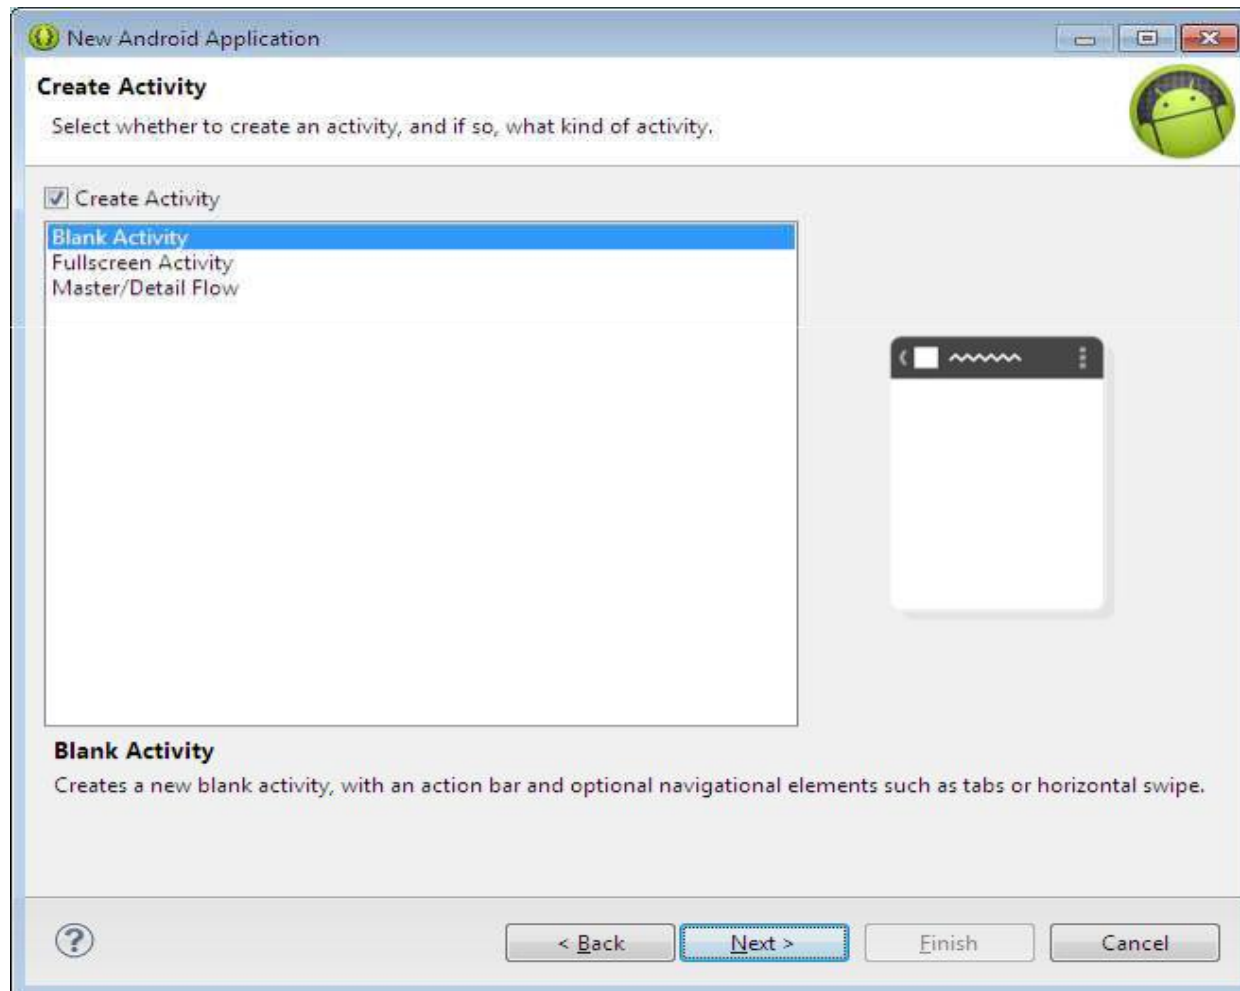 New Android Application
Create Activity
Select whether to create an activity, and if so, what kind of activity.
Create Activity
Blank Activity
Fullscreen Activity
Master/Detail Flow
Blank Activity
Creates a new blank activity, with an action bar and optional navigational elements such as tabs or horizontal swipe.
< Back Next > Finish Cancel